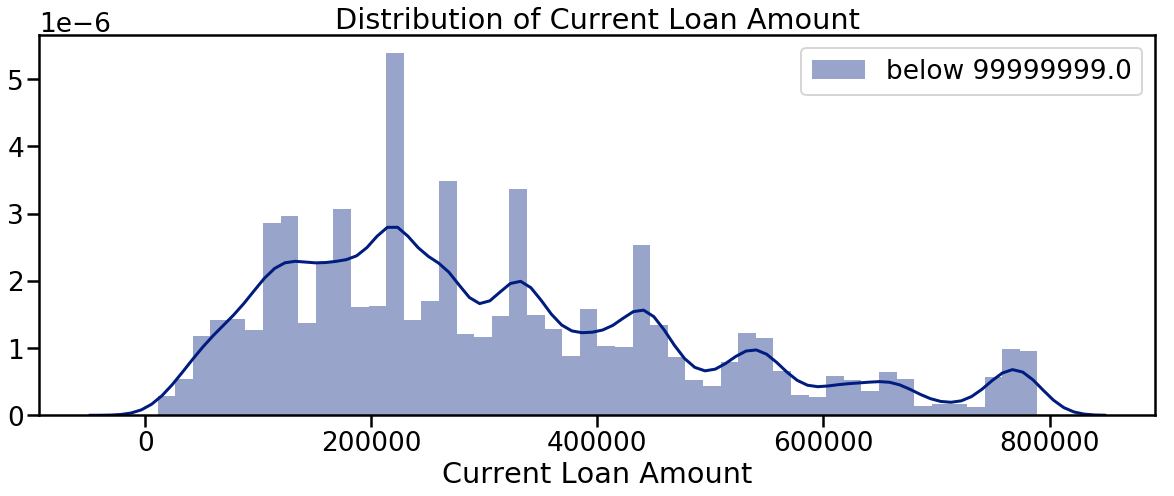 Distribution of Current Loan Amount
1e−6
below 99999999.0
5
4
3
2
1
0
0 200000 400000 600000 800000
Current Loan Amount